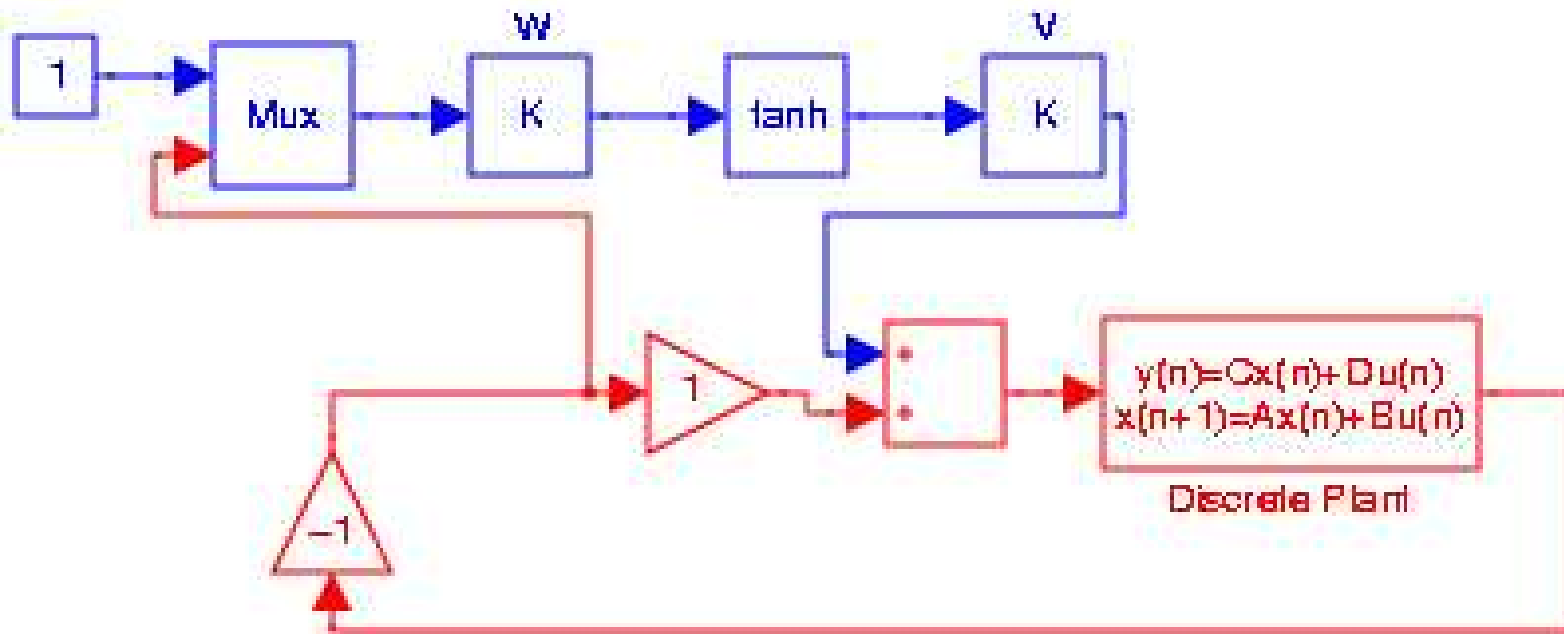 W
V
1
Mux
K
tanh
K
1
y(n)=Cx(n)+Du(n)
x(n+1)=Ax(n)+Bu(n)
Discrete Plant
−1